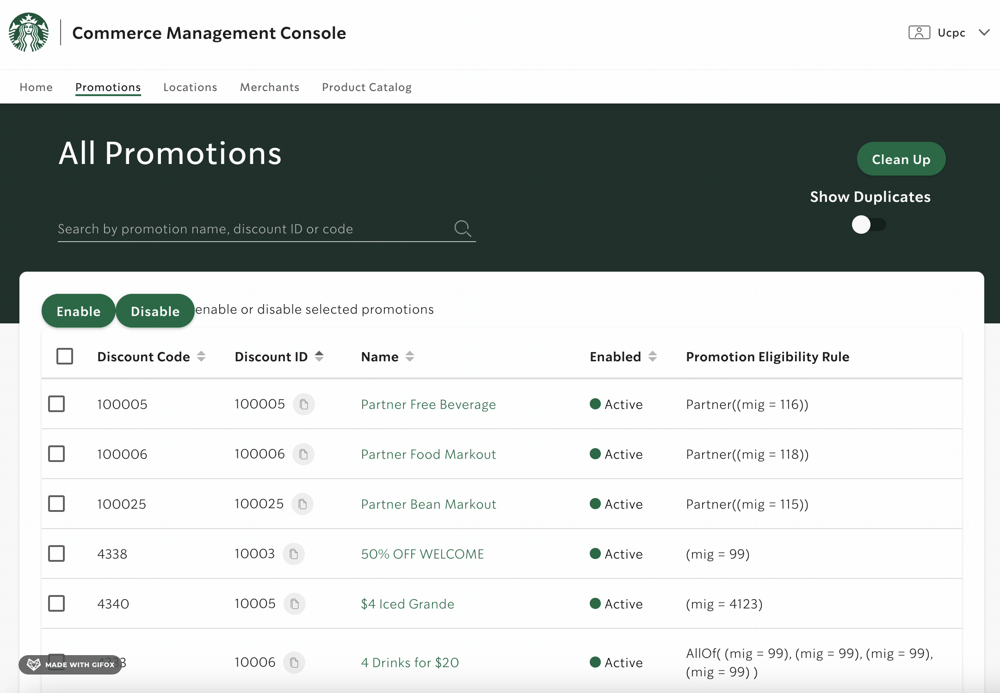 Commerce Management Console
Ucpc
Home Promotions Locations Merchants Product Catalog
All Promotions
Clean Up
Show Duplicates
Search by promotion name, discount ID or code
Enable Disable enable or disable selected promotions
Discount Code Discount ID Name Enabled Promotion Eligibility Rule
100005 100005 Partner Free Beverage Active Partner((mig = 116))
100006 100006 Partner Food Markout Active Partner((mig = 118))
100025 100025 Partner Bean Markout Active Partner((mig = 115))
4338 10003 50% OFF WELCOME Active (mig = 99)
4340 10005 $4 Iced Grande Active (mig = 4123)
10006 4 Drinks for $20 Active AllOf( (mig = 99), (mig = 99), (mig = 99),
(mig = 99) )
MADE WITH GIFOX